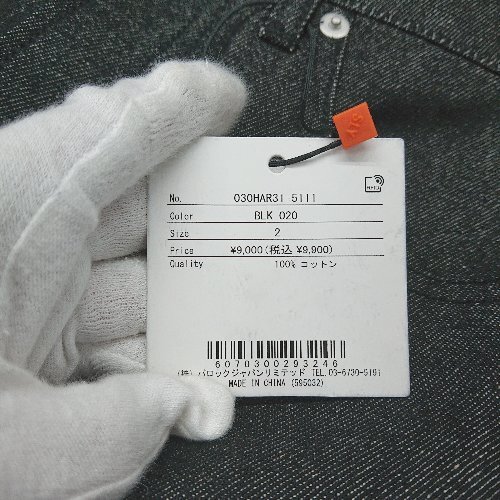 SLY
No. 030HAR31 5111
Color BLK 020
Size 2
Price ¥9,000(税込 ¥9,900)
Quality 100% コットン
6070300293246
(株) バロックジャパンリミテッド TEL.03-6730-9191
MADE IN CHINA (595032)